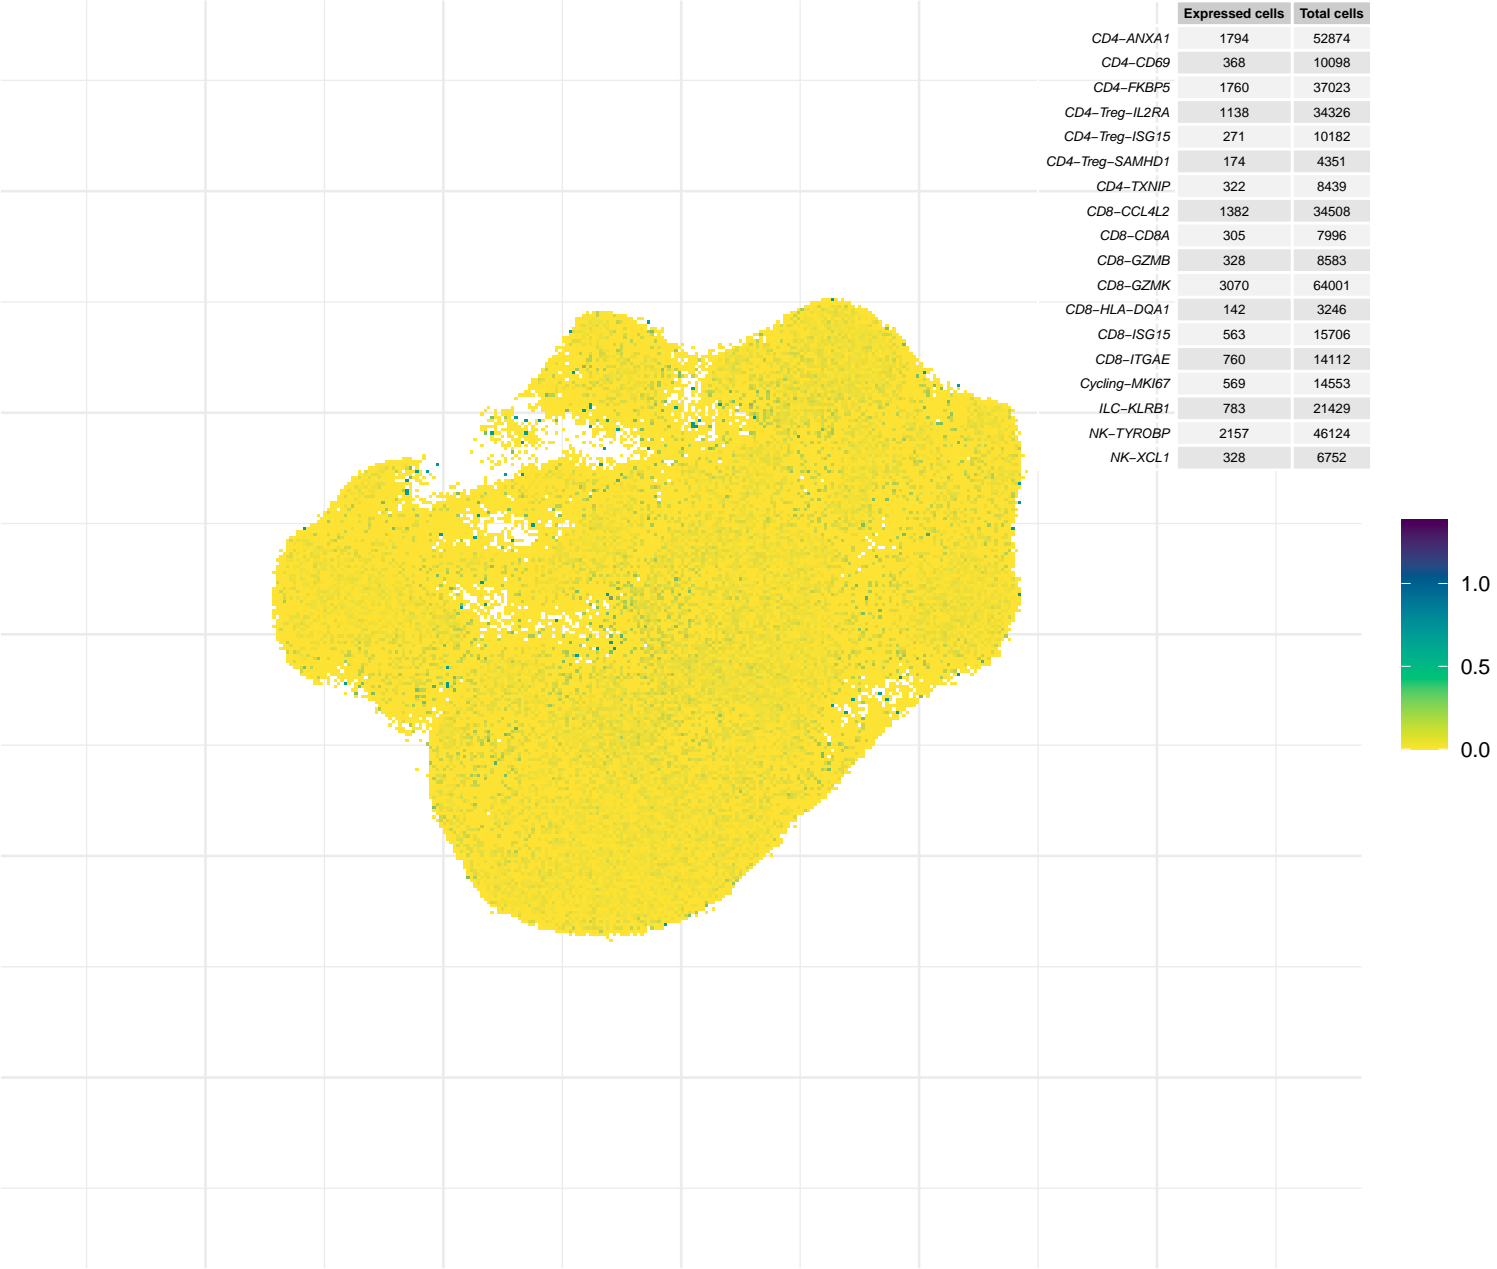 Expressed cells Total cells
CD4−ANXA1 1794 52874
CD4−CD69 368 10098
CD4−FKBP5 1760 37023
CD4−Treg−IL2RA 1138 34326
CD4−Treg−ISG15 271 10182
CD4−Treg−SAMHD1 174 4351
CD4−TXNIP 322 8439
CD8−CCL4L2 1382 34508
CD8−CD8A 305 7996
CD8−GZMB 328 8583
CD8−GZMK 3070 64001
CD8−HLA−DQA1 142 3246
CD8−ISG15 563 15706
CD8−ITGAE 760 14112
Cycling−MKI67 569 14553
ILC−KLRB1 783 21429
NK−TYROBP 2157 46124
NK−XCL1 328 6752
1.0
0.5
0.0